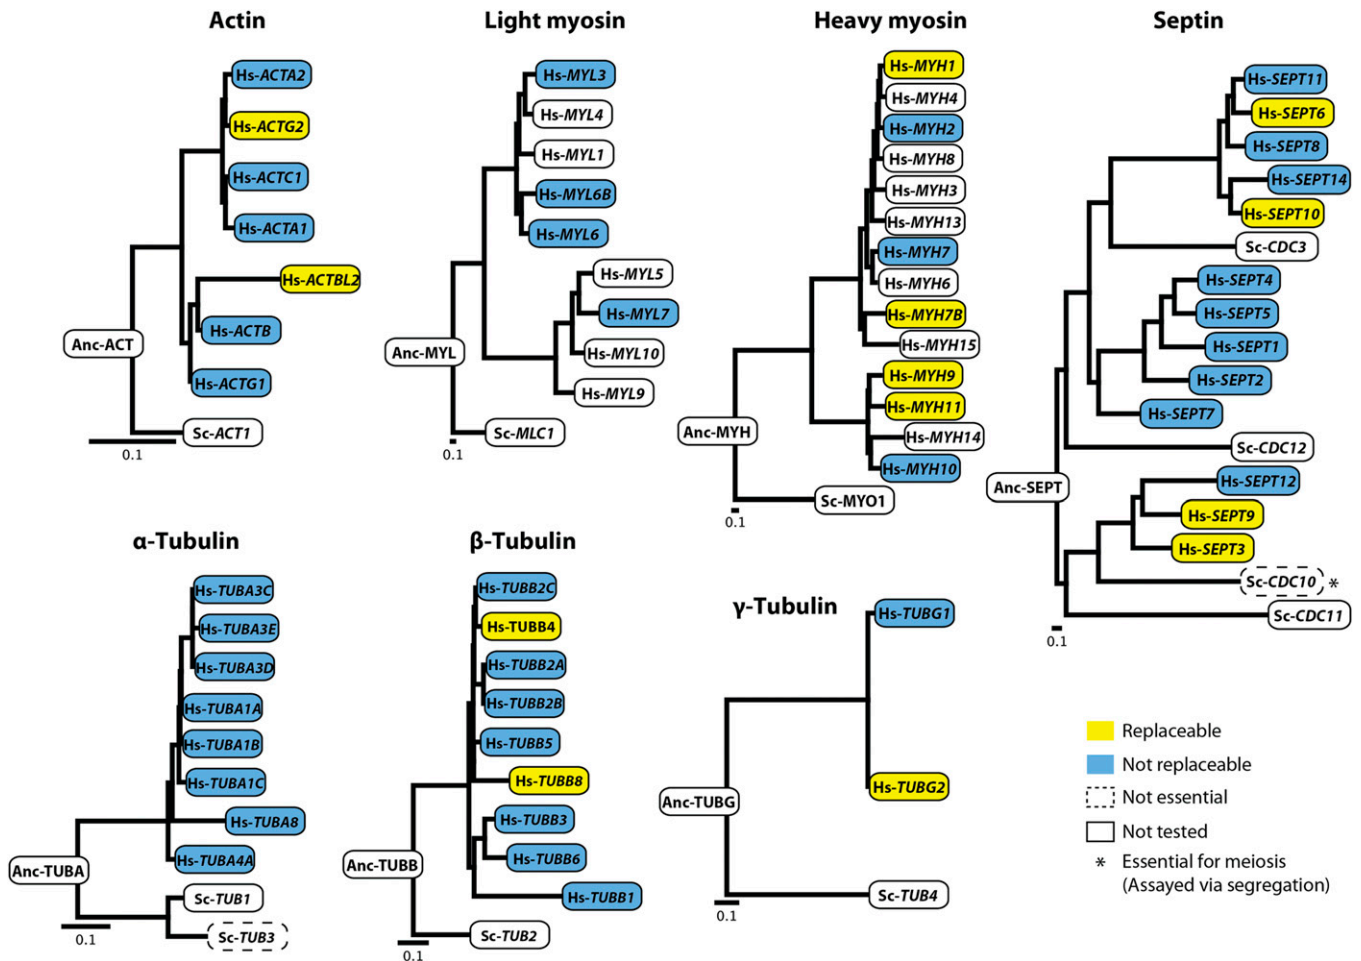 Actin
Hs-ACTA2
Hs-ACTG2
Hs-ACTC1
Hs-ACTA1
Hs-ACTBL2
Hs-ACTB
Anc-ACT
Hs-ACTG1
Sc-ACT1
0.1
Light myosin
Hs-MYL3
Hs-MYL4
Hs-MYL1
Hs-MYL6B
Hs-MYL6
Hs-MYL5
Hs-MYL7
Anc-MYL
Hs-MYL10
Hs-MYL9
Sc-MLC1
0.1
Heavy myosin
Hs-MYH1
Hs-MYH4
Hs-MYH2
Hs-MYH8
Hs-MYH3
Hs-MYH13
Hs-MYH7
Hs-MYH6
Hs-MYH7B
Hs-MYH15
Hs-MYH9
Hs-MYH11
Anc-MYH
Hs-MYH14
Hs-MYH10
Sc-MYO1
0.1
Septin
Hs-SEPT11
Hs-SEPT6
Hs-SEPT8
Hs-SEPT14
Hs-SEPT10
Sc-CDC3
Hs-SEPT4
Hs-SEPT5
Hs-SEPT1
Hs-SEPT2
Hs-SEPT7
Sc-CDC12
Anc-SEPT
Hs-SEPT12
Hs-SEPT9
Hs-SEPT3
Sc-CDC10 *
Sc-CDC11
0.1
α-Tubulin
Hs-TUBA3C
Hs-TUBA3E
Hs-TUBA3D
Hs-TUBA1A
Hs-TUBA1B
Hs-TUBA1C
Hs-TUBA8
Hs-TUBA4A
Anc-TUBA
Sc-TUB1
Sc-TUB3
0.1
β-Tubulin
Hs-TUBB2C
Hs-TUBB4
Hs-TUBB2A
Hs-TUBB2B
Hs-TUBB5
Hs-TUBB8
Hs-TUBB3
Hs-TUBB6
Anc-TUBB
Hs-TUBB1
Sc-TUB2
0.1
γ-Tubulin
Hs-TUBG1
Hs-TUBG2
Anc-TUBG
Sc-TUB4
0.1
Replaceable
Not replaceable
Not essential
Not tested
* Essential for meiosis
(Assayed via segregation)